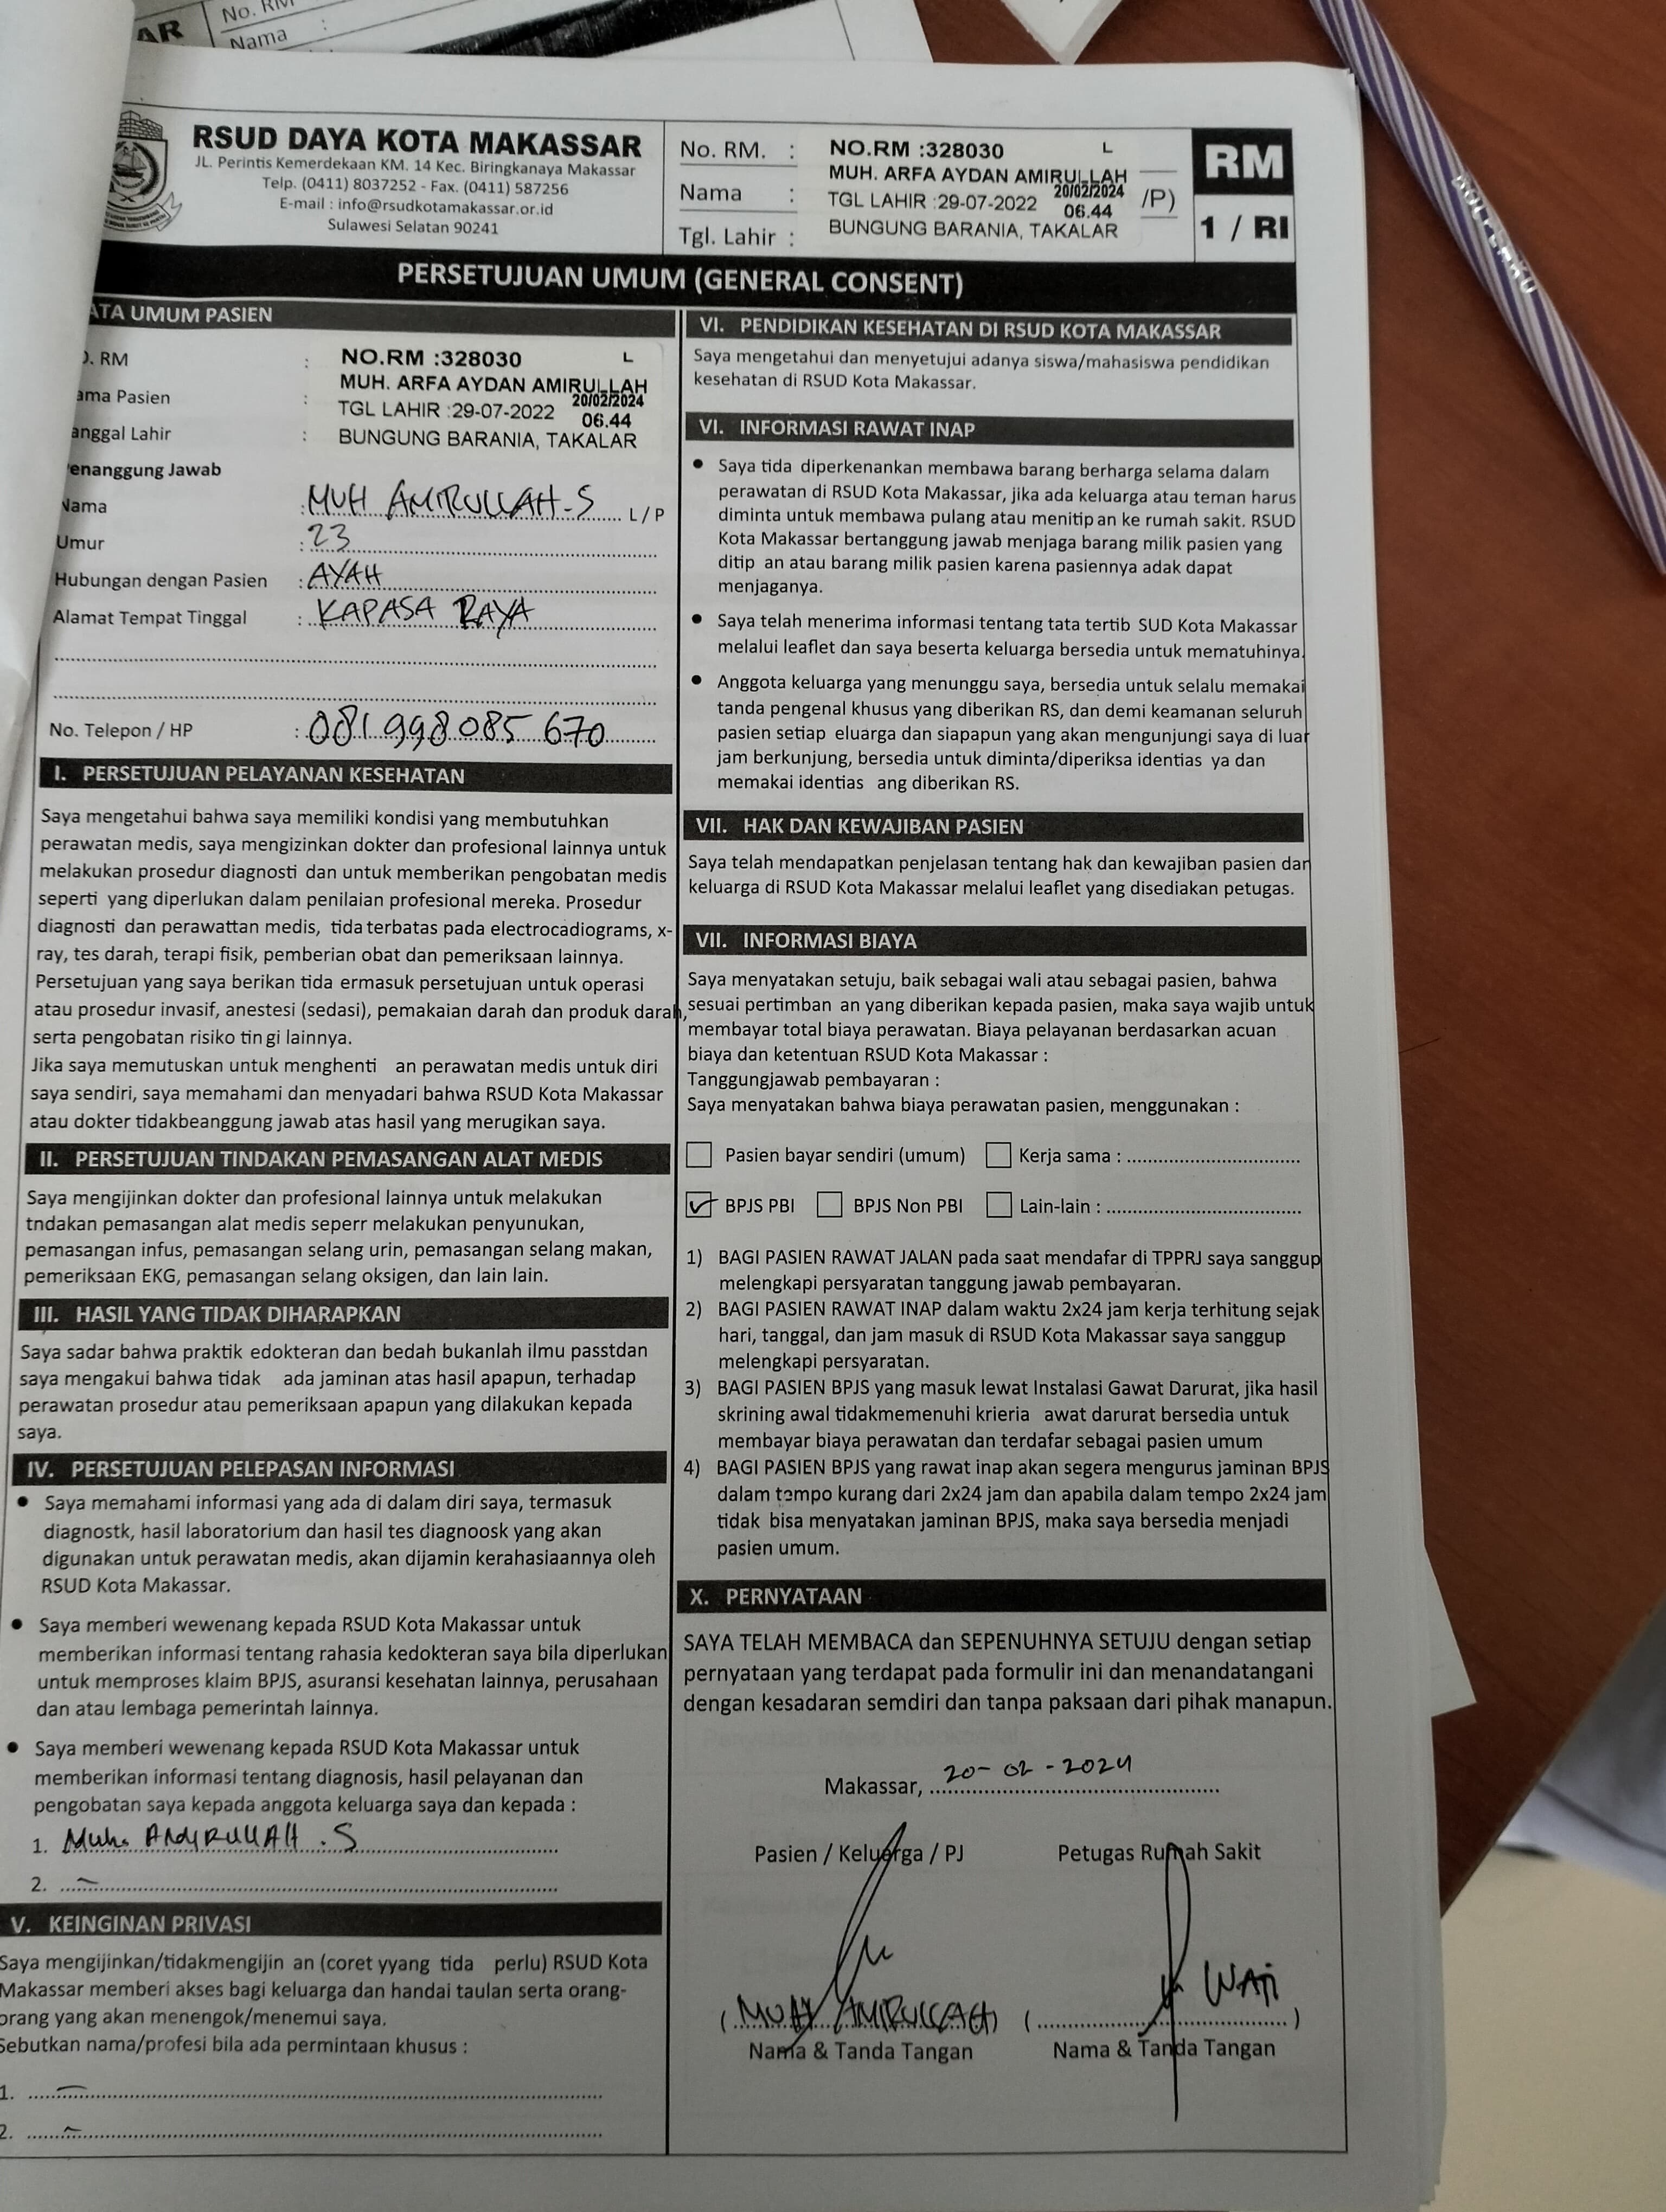 AR
No. RM
Nama :
RSUD DAYA KOTA MAKASSAR
JL. Perintis Kemerdekaan KM. 14 Kec. Biringkanaya Makassar
Telp. (0411) 8037252 - Fax. (0411) 587256
E-mail : info@rsudkotamakassar.or.id
Sulawesi Selatan 90241
No. RM. : NO.RM :328030 L
Nama : MUH. ARFA AYDAN AMIRULLAH /P)
20/02/2024
TGL LAHIR :29-07-2022 06.44
Tgl. Lahir : BUNGUNG BARANIA, TAKALAR
RM
1 / RI
PERSETUJUAN UMUM (GENERAL CONSENT)
ATA UMUM PASIEN
O. RM : NO.RM :328030 L
ama Pasien : MUH. ARFA AYDAN AMIRULLAH
20/02/2024
TGL LAHIR :29-07-2022 06.44
anggal Lahir : BUNGUNG BARANIA, TAKALAR
enanggung Jawab
Nama : MUH AMIRULLAH.S L / P
Umur : 23
Hubungan dengan Pasien : AYAH
Alamat Tempat Tinggal : KAPASA RAYA
No. Telepon / HP : 081 998 085 670
I. PERSETUJUAN PELAYANAN KESEHATAN
Saya mengetahui bahwa saya memiliki kondisi yang membutuhkan
perawatan medis, saya mengizinkan dokter dan profesional lainnya untuk
melakukan prosedur diagnosti dan untuk memberikan pengobatan medis
seperti yang diperlukan dalam penilaian profesional mereka. Prosedur
diagnosti dan perawattan medis, tida terbatas pada electrocadiograms, x-
ray, tes darah, terapi fisik, pemberian obat dan pemeriksaan lainnya.
Persetujuan yang saya berikan tida ermasuk persetujuan untuk operasi
atau prosedur invasif, anestesi (sedasi), pemakaian darah dan produk darah,
serta pengobatan risiko tin gi lainnya.
Jika saya memutuskan untuk menghenti an perawatan medis untuk diri
saya sendiri, saya memahami dan menyadari bahwa RSUD Kota Makassar
atau dokter tidakbeanggung jawab atas hasil yang merugikan saya.
II. PERSETUJUAN TINDAKAN PEMASANGAN ALAT MEDIS
Saya mengijinkan dokter dan profesional lainnya untuk melakukan
tndakan pemasangan alat medis seperr melakukan penyunukan,
pemasangan infus, pemasangan selang urin, pemasangan selang makan,
pemeriksaan EKG, pemasangan selang oksigen, dan lain lain.
III. HASIL YANG TIDAK DIHARAPKAN
Saya sadar bahwa praktik edokteran dan bedah bukanlah ilmu passtdan
saya mengakui bahwa tidak ada jaminan atas hasil apapun, terhadap
perawatan prosedur atau pemeriksaan apapun yang dilakukan kepada
saya.
IV. PERSETUJUAN PELEPASAN INFORMASI
• Saya memahami informasi yang ada di dalam diri saya, termasuk
diagnostk, hasil laboratorium dan hasil tes diagnoosk yang akan
digunakan untuk perawatan medis, akan dijamin kerahasiaannya oleh
RSUD Kota Makassar.
• Saya memberi wewenang kepada RSUD Kota Makassar untuk
memberikan informasi tentang rahasia kedokteran saya bila diperlukan
untuk memproses klaim BPJS, asuransi kesehatan lainnya, perusahaan
dan atau lembaga pemerintah lainnya.
• Saya memberi wewenang kepada RSUD Kota Makassar untuk
memberikan informasi tentang diagnosis, hasil pelayanan dan
pengobatan saya kepada anggota keluarga saya dan kepada :
1. Muh. AMIRULLAH .S
2. –
V. KEINGINAN PRIVASI
Saya mengijinkan/tidakmengijin an (coret yyang tida perlu) RSUD Kota
Makassar memberi akses bagi keluarga dan handai taulan serta orang-
orang yang akan menengok/menemui saya.
Sebutkan nama/profesi bila ada permintaan khusus :
1. –
2. –
VI. PENDIDIKAN KESEHATAN DI RSUD KOTA MAKASSAR
Saya mengetahui dan menyetujui adanya siswa/mahasiswa pendidikan
kesehatan di RSUD Kota Makassar.
VI. INFORMASI RAWAT INAP
• Saya tida diperkenankan membawa barang berharga selama dalam
perawatan di RSUD Kota Makassar, jika ada keluarga atau teman harus
diminta untuk membawa pulang atau menitip an ke rumah sakit. RSUD
Kota Makassar bertanggung jawab menjaga barang milik pasien yang
ditip an atau barang milik pasien karena pasiennya adak dapat
menjaganya.
• Saya telah menerima informasi tentang tata tertib SUD Kota Makassar
melalui leaflet dan saya beserta keluarga bersedia untuk mematuhinya.
• Anggota keluarga yang menunggu saya, bersedia untuk selalu memakai
tanda pengenal khusus yang diberikan RS, dan demi keamanan seluruh
pasien setiap eluarga dan siapapun yang akan mengunjungi saya di luar
jam berkunjung, bersedia untuk diminta/diperiksa identias ya dan
memakai identias ang diberikan RS.
VII. HAK DAN KEWAJIBAN PASIEN
Saya telah mendapatkan penjelasan tentang hak dan kewajiban pasien dan
keluarga di RSUD Kota Makassar melalui leaflet yang disediakan petugas.
VII. INFORMASI BIAYA
Saya menyatakan setuju, baik sebagai wali atau sebagai pasien, bahwa
sesuai pertimban an yang diberikan kepada pasien, maka saya wajib untuk
membayar total biaya perawatan. Biaya pelayanan berdasarkan acuan
biaya dan ketentuan RSUD Kota Makassar :
Tanggungjawab pembayaran :
Saya menyatakan bahwa biaya perawatan pasien, menggunakan :
☐ Pasien bayar sendiri (umum) ☐ Kerja sama :
☑ BPJS PBI ☐ BPJS Non PBI ☐ Lain-lain :
1) BAGI PASIEN RAWAT JALAN pada saat mendafar di TPPRJ saya sanggup
melengkapi persyaratan tanggung jawab pembayaran.
2) BAGI PASIEN RAWAT INAP dalam waktu 2x24 jam kerja terhitung sejak
hari, tanggal, dan jam masuk di RSUD Kota Makassar saya sanggup
melengkapi persyaratan.
3) BAGI PASIEN BPJS yang masuk lewat Instalasi Gawat Darurat, jika hasil
skrining awal tidakmemenuhi krieria awat darurat bersedia untuk
membayar biaya perawatan dan terdafar sebagai pasien umum
4) BAGI PASIEN BPJS yang rawat inap akan segera mengurus jaminan BPJS
dalam tempo kurang dari 2x24 jam dan apabila dalam tempo 2x24 jam
tidak bisa menyatakan jaminan BPJS, maka saya bersedia menjadi
pasien umum.
X. PERNYATAAN
SAYA TELAH MEMBACA dan SEPENUHNYA SETUJU dengan setiap
pernyataan yang terdapat pada formulir ini dan menandatangani
dengan kesadaran semdiri dan tanpa paksaan dari pihak manapun.
Makassar, 20-02-2024
Pasien / Keluarga / PJ Petugas Rumah Sakit
(MUH AMIRULLAH) ( WATI )
Nama & Tanda Tangan Nama & Tanda Tangan